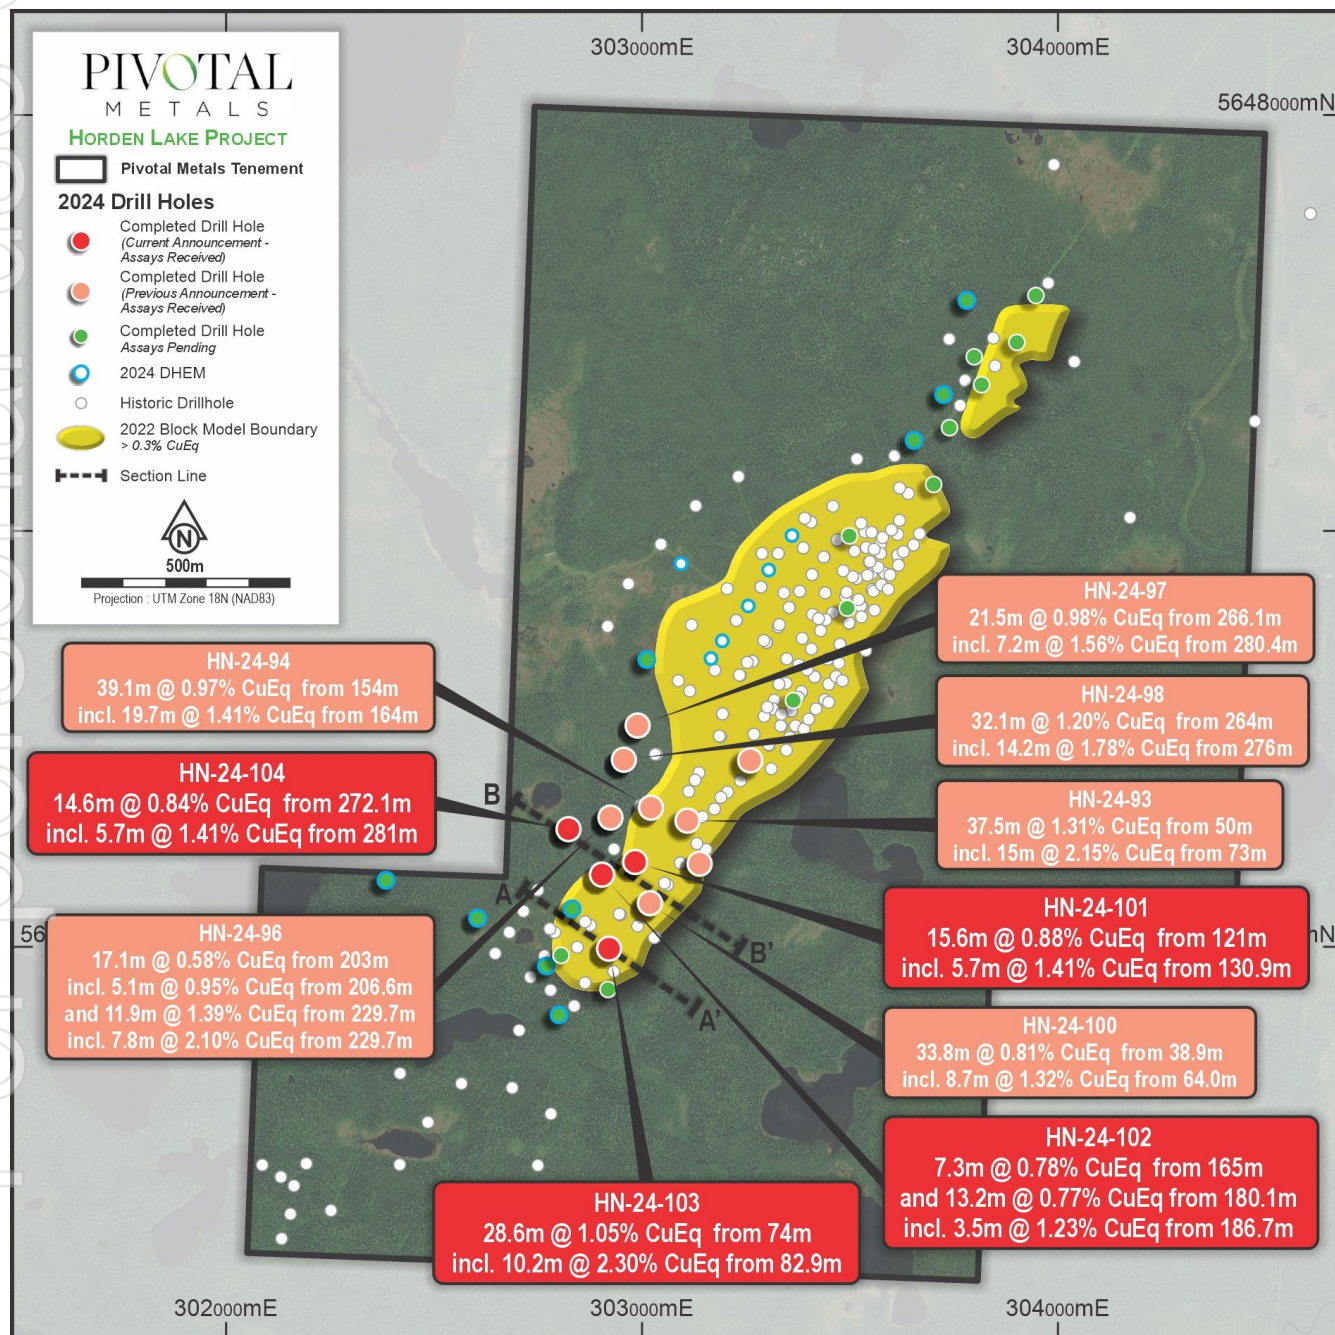 303000mE
304000mE
5648000mN
PIVOTAL
METALS
HORDEN LAKE PROJECT
Pivotal Metals Tenement
2024 Drill Holes
Completed Drill Hole
(Current Announcement -
Assays Received)
Completed Drill Hole
(Previous Announcement -
Assays Received)
Completed Drill Hole
Assays Pending
2024 DHEM
Historic Drillhole
2022 Block Model Boundary
> 0.3% CuEq
Section Line
N
500m
Projection : UTM Zone 18N (NAD83)
HN-24-97
21.5m @ 0.98% CuEq from 266.1m
incl. 7.2m @ 1.56% CuEq from 280.4m
HN-24-94
39.1m @ 0.97% CuEq from 154m
incl. 19.7m @ 1.41% CuEq from 164m
HN-24-98
32.1m @ 1.20% CuEq from 264m
incl. 14.2m @ 1.78% CuEq from 276m
HN-24-104
14.6m @ 0.84% CuEq from 272.1m
incl. 5.7m @ 1.41% CuEq from 281m
B
HN-24-93
37.5m @ 1.31% CuEq from 50m
incl. 15m @ 2.15% CuEq from 73m
A
HN-24-101
15.6m @ 0.88% CuEq from 121m
incl. 5.7m @ 1.41% CuEq from 130.9m
56
mN
HN-24-96
17.1m @ 0.58% CuEq from 203m
incl. 5.1m @ 0.95% CuEq from 206.6m
and 11.9m @ 1.39% CuEq from 229.7m
incl. 7.8m @ 2.10% CuEq from 229.7m
B'
A'
HN-24-100
33.8m @ 0.81% CuEq from 38.9m
incl. 8.7m @ 1.32% CuEq from 64.0m
HN-24-102
7.3m @ 0.78% CuEq from 165m
and 13.2m @ 0.77% CuEq from 180.1m
incl. 3.5m @ 1.23% CuEq from 186.7m
HN-24-103
28.6m @ 1.05% CuEq from 74m
incl. 10.2m @ 2.30% CuEq from 82.9m
302000mE
303000mE
304000mE